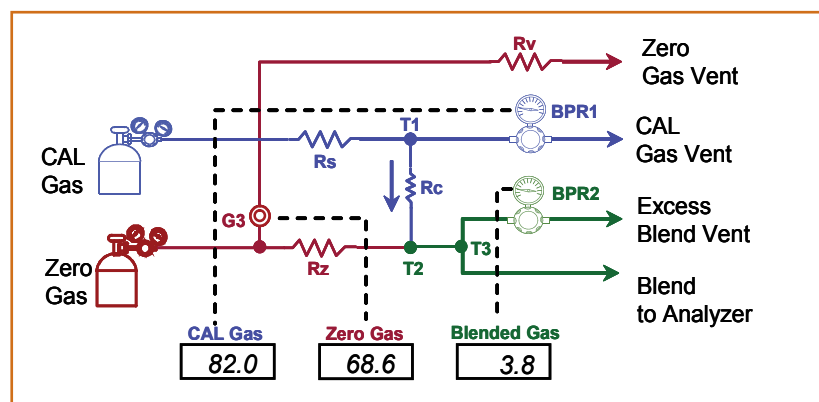 Rv
Zero
Gas Vent
BPR1
T1
CAL
Gas Vent
CAL
Gas
Rs
Rc
BPR2
G3
Excess
Blend Vent
Zero
Gas
Rz
T2
T3
Blend
to Analyzer
CAL Gas
Zero Gas
Blended Gas
82.0
68.6
3.8